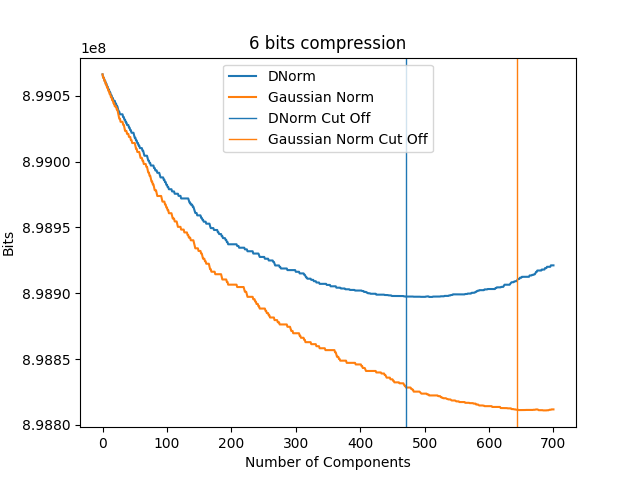 6 bits compression
1e8
DNorm
Gaussian Norm
DNorm Cut Off
Gaussian Norm Cut Off
8.9905
8.9900
8.9895
8.9890
8.9885
8.9880
Bits
0 100 200 300 400 500 600 700
Number of Components